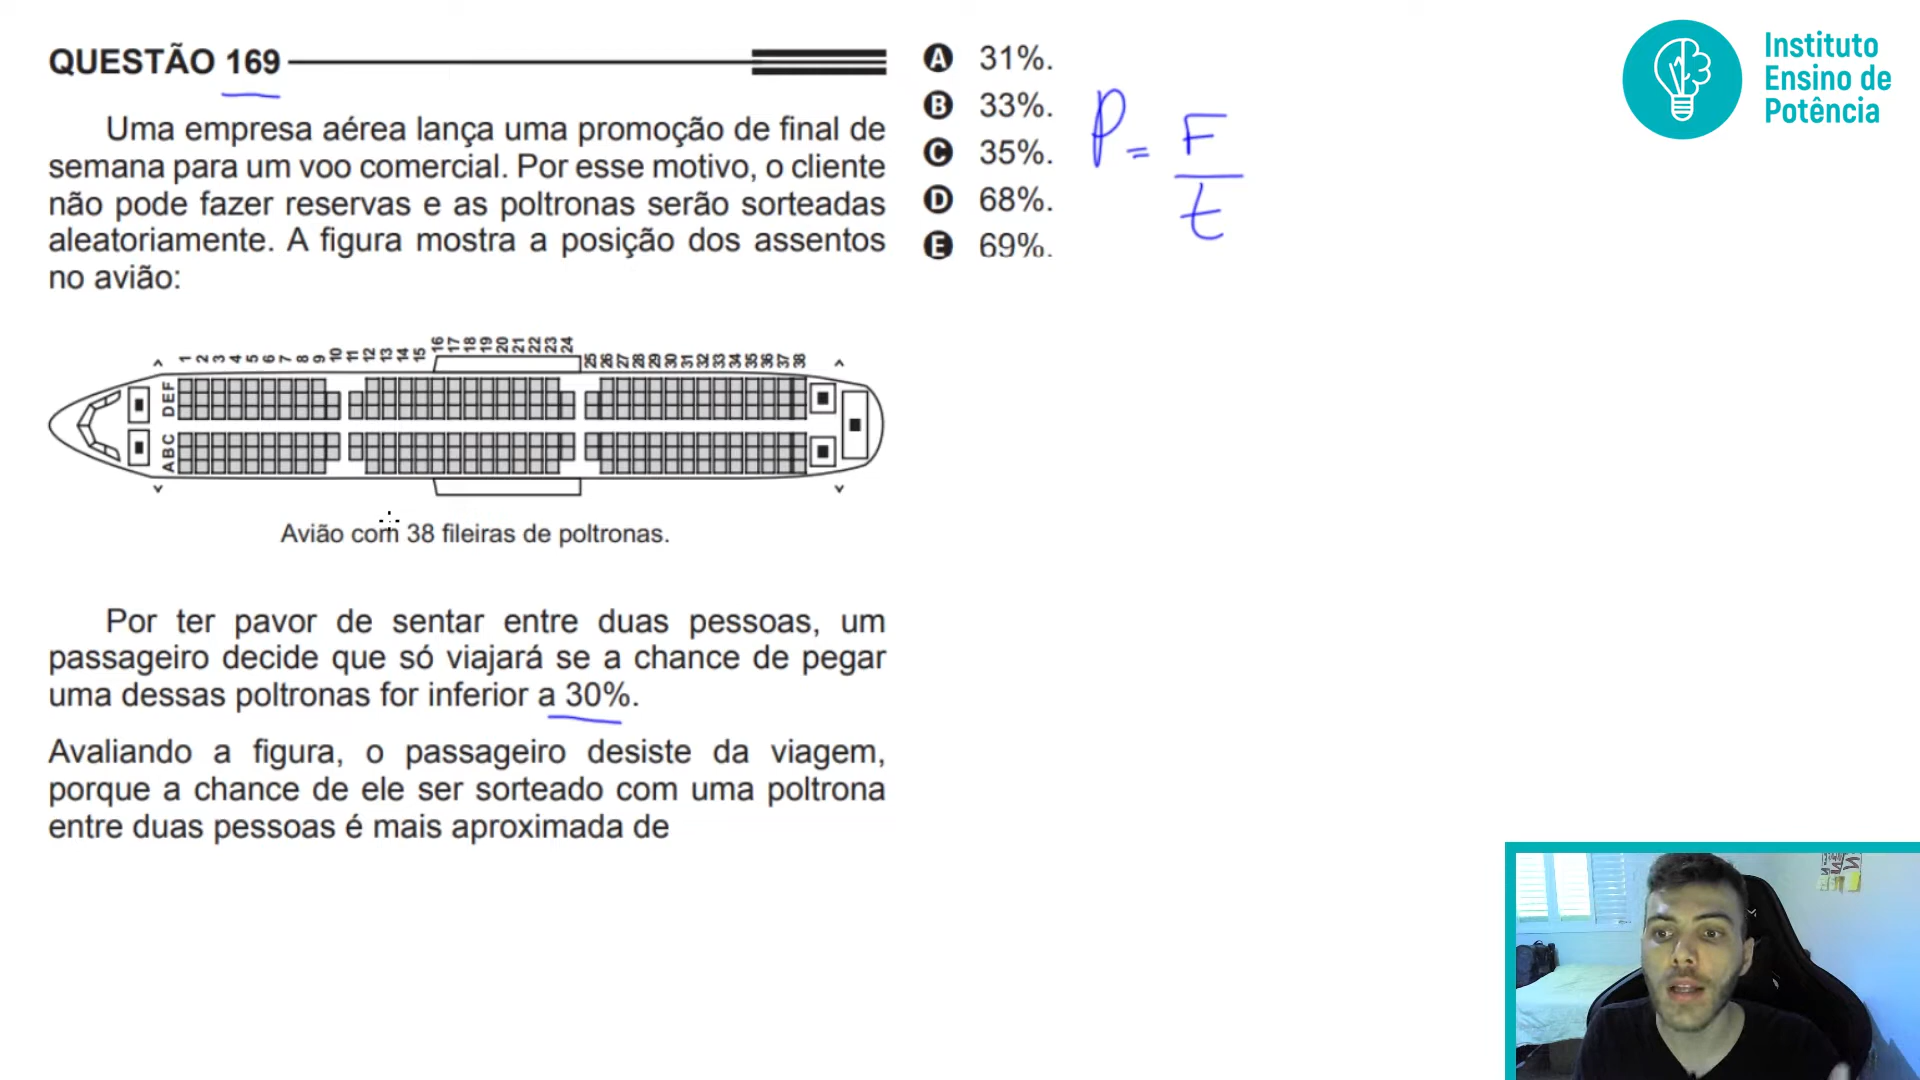 QUESTÃO 169
Uma empresa aérea lança uma promoção de final de
semana para um voo comercial. Por esse motivo, o cliente
não pode fazer reservas e as poltronas serão sorteadas
aleatoriamente. A figura mostra a posição dos assentos
no avião:
1 2 3 4 5 6 7 8 9 10 11 12 13 14 15 16 17 18 19 20 21 22 23 24 25 26 27 28 29 30 31 32 33 34 35 36 37 38
DEF
ABC
Avião com 38 fileiras de poltronas.
Por ter pavor de sentar entre duas pessoas, um
passageiro decide que só viajará se a chance de pegar
uma dessas poltronas for inferior a 30%.
Avaliando a figura, o passageiro desiste da viagem,
porque a chance de ele ser sorteado com uma poltrona
entre duas pessoas é mais aproximada de
A 31%.
B 33%.
C 35%.
D 68%.
E 69%.
P = F
t
Instituto
Ensino de
Potência